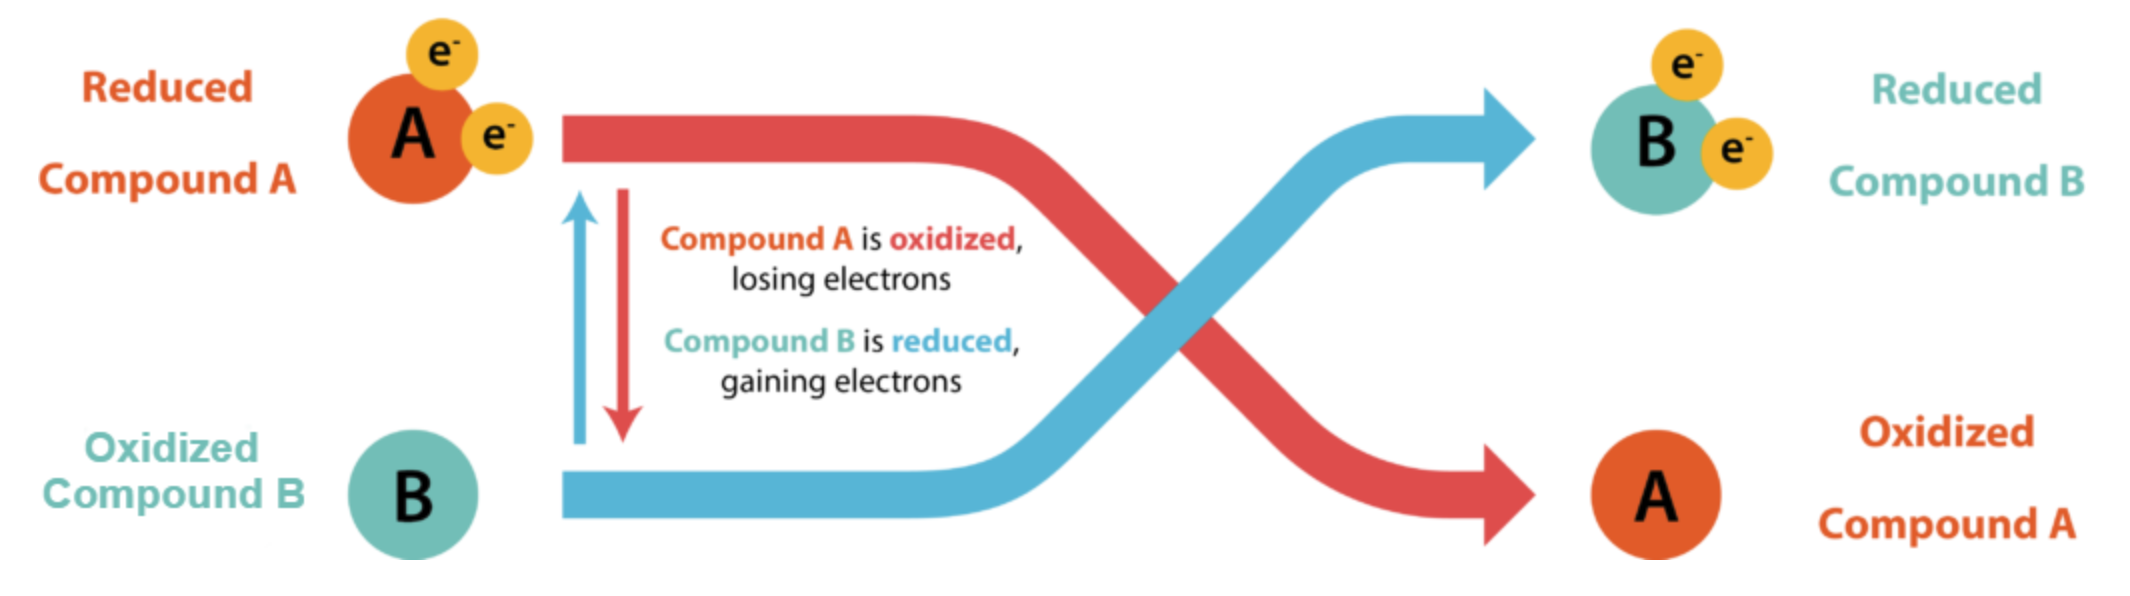 Reduced
Compound A
A
e-
e-
Compound A is oxidized,
losing electrons
Compound B is reduced,
gaining electrons
Oxidized
Compound B
B
B
e-
e-
Reduced
Compound B
A
Oxidized
Compound A